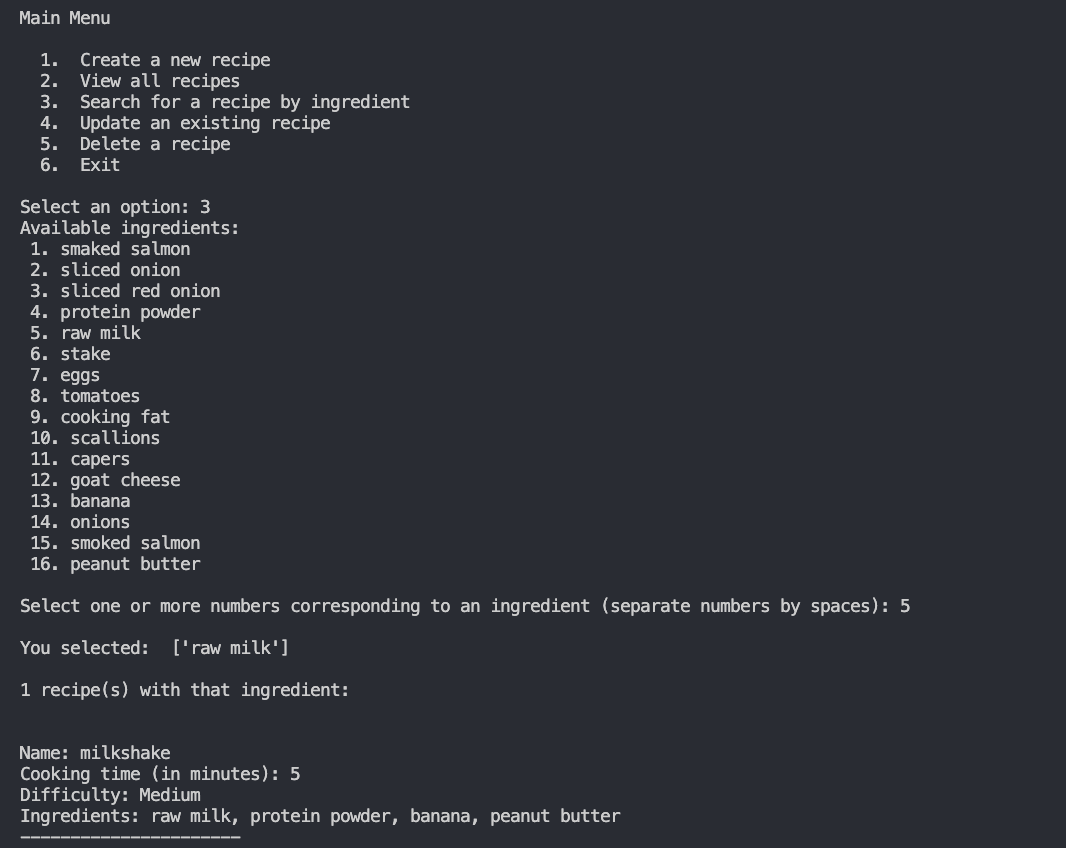 Main Menu
1. Create a new recipe
2. View all recipes
3. Search for a recipe by ingredient
4. Update an existing recipe
5. Delete a recipe
6. Exit
Select an option: 3
Available ingredients:
1. smaked salmon
2. sliced onion
3. sliced red onion
4. protein powder
5. raw milk
6. stake
7. eggs
8. tomatoes
9. cooking fat
10. scallions
11. capers
12. goat cheese
13. banana
14. onions
15. smoked salmon
16. peanut butter
Select one or more numbers corresponding to an ingredient (separate numbers by spaces): 5
You selected:  ['raw milk']
1 recipe(s) with that ingredient:
Name: milkshake
Cooking time (in minutes): 5
Difficulty: Medium
Ingredients: raw milk, protein powder, banana, peanut butter
----------------------